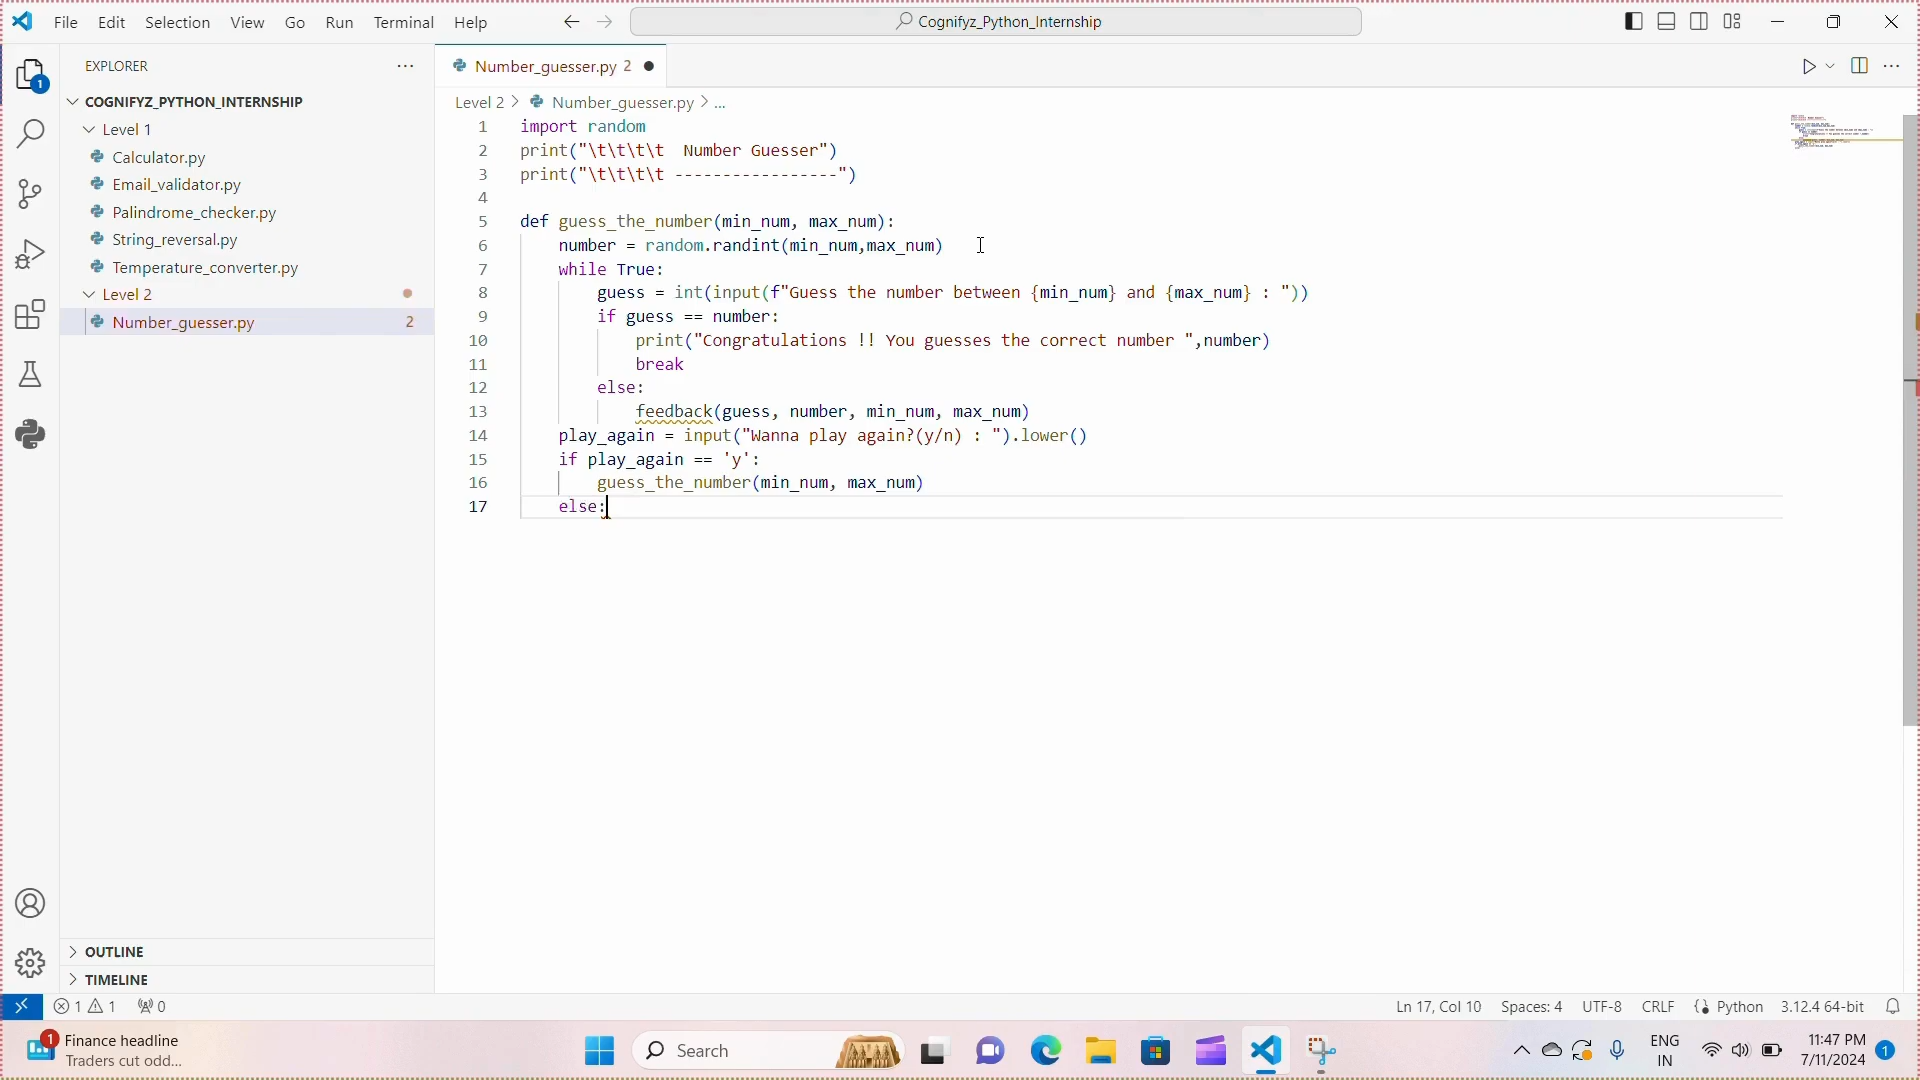 File Edit Selection View Go Run Terminal Help
Cognifyz_Python_Internship
EXPLORER
1
COGNIFYZ_PYTHON_INTERNSHIP
Level 1
Calculator.py
Email_validator.py
Palindrome_checker.py
String_reversal.py
Temperature_converter.py
Level 2
Number_guesser.py 2
OUTLINE
TIMELINE
Number_guesser.py 2
Level 2 > Number_guesser.py > ...
1 import random
2 print("\t\t\t\t  Number Guesser")
3 print("\t\t\t\t -----------------")
4
5 def guess_the_number(min_num, max_num):
6     number = random.randint(min_num,max_num)
7     while True:
8         guess = int(input(f"Guess the number between {min_num} and {max_num} : "))
9         if guess == number:
10             print("Congratulations !! You guesses the correct number ",number)
11             break
12         else:
13             feedback(guess, number, min_num, max_num)
14     play_again = input("Wanna play again?(y/n) : ").lower()
15     if play_again == 'y':
16         guess_the_number(min_num, max_num)
17     else:
1 1 0
Ln 17, Col 10 Spaces: 4 UTF-8 CRLF {} Python 3.12.4 64-bit
1 Finance headline
Traders cut odd...
Search
ENG
IN
11:47 PM
7/11/2024
1